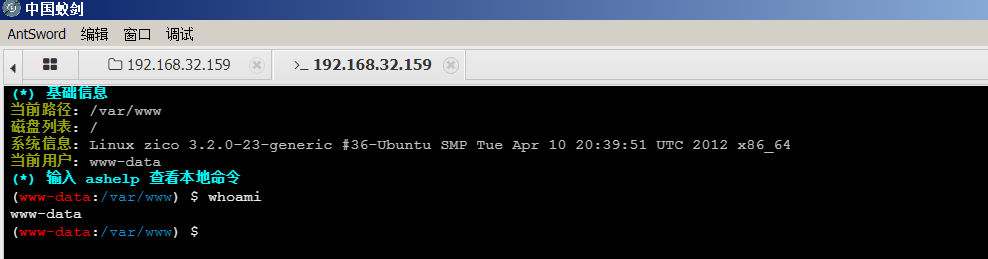 中国蚁剑
AntSword 编辑 窗口 调试
192.168.32.159 >_ 192.168.32.159
(*) 基础信息
当前路径: /var/www
磁盘列表: /
系统信息: Linux zico 3.2.0-23-generic #36-Ubuntu SMP Tue Apr 10 20:39:51 UTC 2012 x86_64
当前用户: www-data
(*) 输入 ashelp 查看本地命令
(www-data:/var/www) $ whoami
www-data
(www-data:/var/www) $